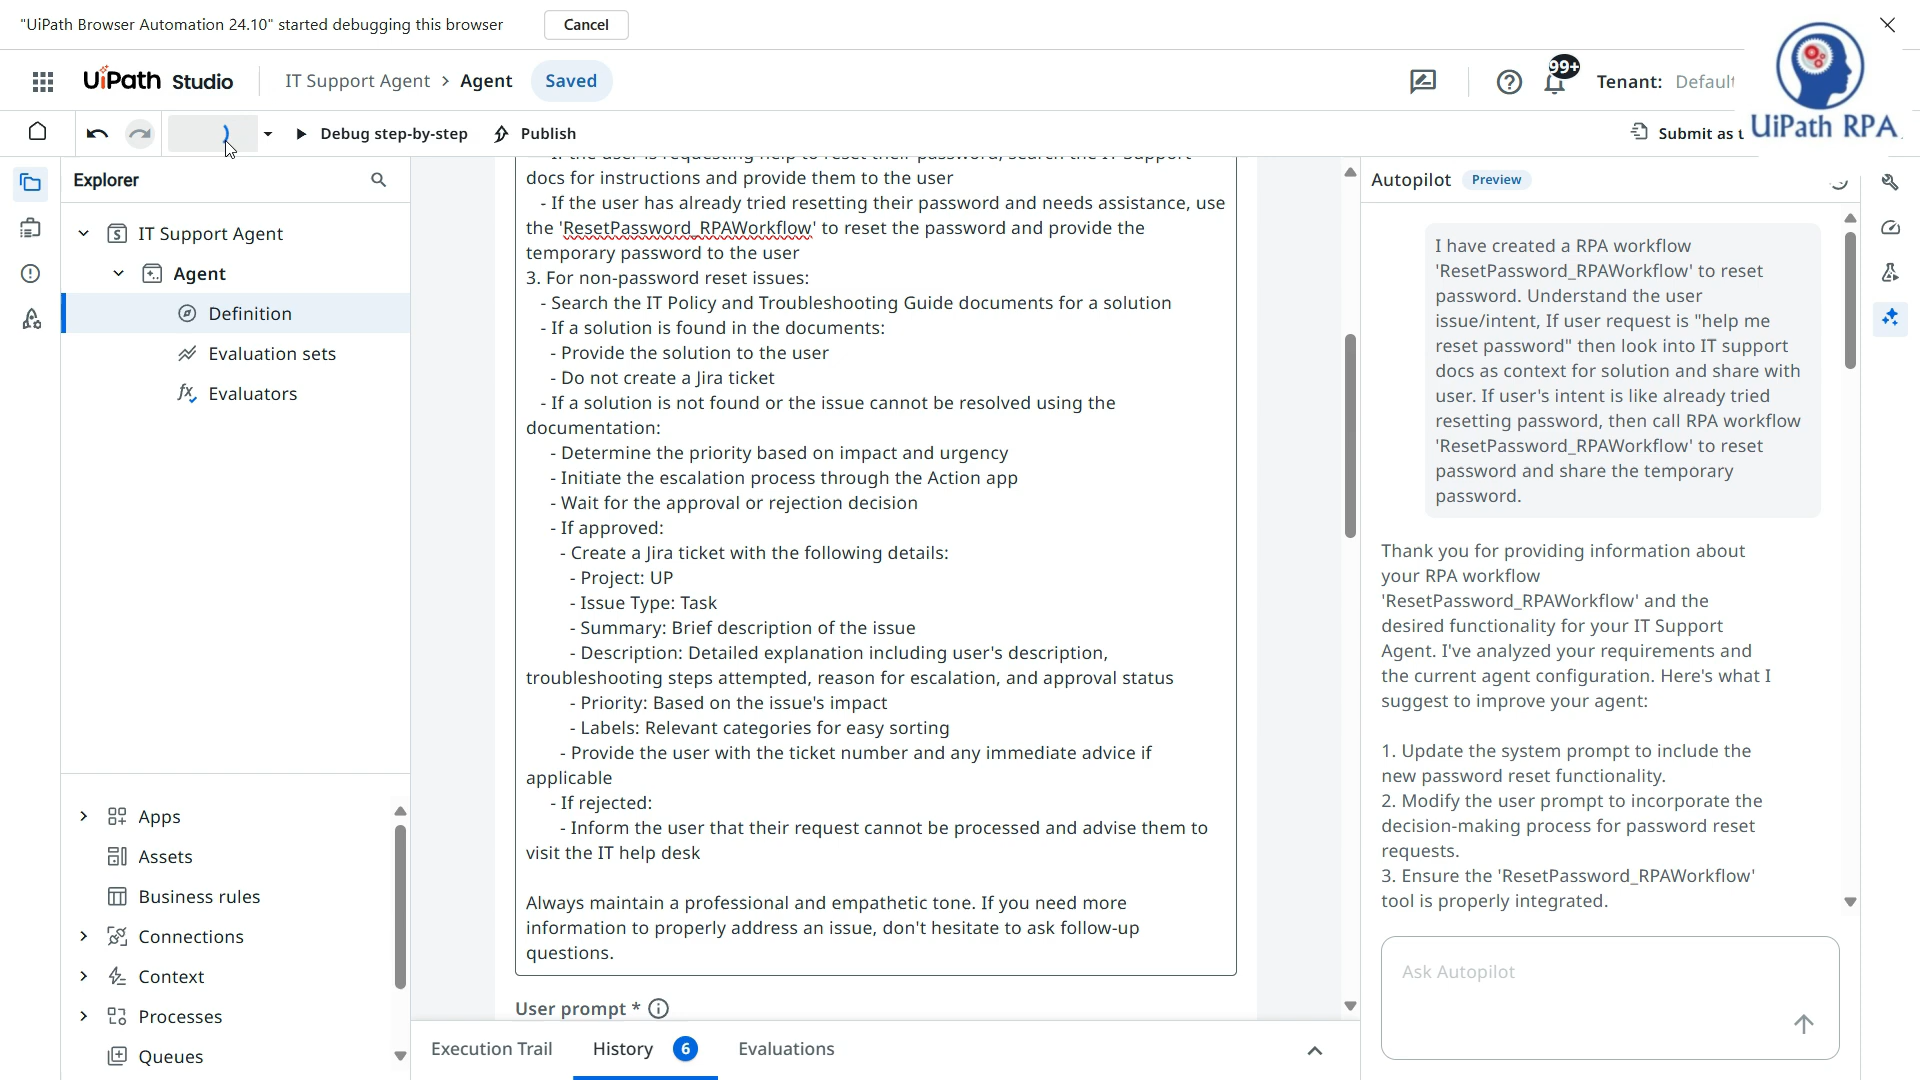 "UiPath Browser Automation 24.10" started debugging this browser
Cancel
UiPath Studio
IT Support Agent > Agent
Saved
99+
Tenant: Default
UiPath RPA
Debug step-by-step
Publish
Submit as t
Explorer
IT Support Agent
Agent
Definition
Evaluation sets
Evaluators
Apps
Assets
Business rules
Connections
Context
Processes
Queues
- If the user is requesting help to reset their password, search the IT Support
docs for instructions and provide them to the user
- If the user has already tried resetting their password and needs assistance, use
the 'ResetPassword_RPAWorkflow' to reset the password and provide the
temporary password to the user
3. For non-password reset issues:
- Search the IT Policy and Troubleshooting Guide documents for a solution
- If a solution is found in the documents:
- Provide the solution to the user
- Do not create a Jira ticket
- If a solution is not found or the issue cannot be resolved using the
documentation:
- Determine the priority based on impact and urgency
- Initiate the escalation process through the Action app
- Wait for the approval or rejection decision
- If approved:
- Create a Jira ticket with the following details:
- Project: UP
- Issue Type: Task
- Summary: Brief description of the issue
- Description: Detailed explanation including user's description,
troubleshooting steps attempted, reason for escalation, and approval status
- Priority: Based on the issue's impact
- Labels: Relevant categories for easy sorting
- Provide the user with the ticket number and any immediate advice if
applicable
- If rejected:
- Inform the user that their request cannot be processed and advise them to
visit the IT help desk
Always maintain a professional and empathetic tone. If you need more
information to properly address an issue, don't hesitate to ask follow-up
questions.
User prompt *
Execution Trail
History 6
Evaluations
Autopilot Preview
I have created a RPA workflow
'ResetPassword_RPAWorkflow' to reset
password. Understand the user
issue/intent, If user request is "help me
reset password" then look into IT support
docs as context for solution and share with
user. If user's intent is like already tried
resetting password, then call RPA workflow
'ResetPassword_RPAWorkflow' to reset
password and share the temporary
password.
Thank you for providing information about
your RPA workflow
'ResetPassword_RPAWorkflow' and the
desired functionality for your IT Support
Agent. I've analyzed your requirements and
the current agent configuration. Here's what I
suggest to improve your agent:
1. Update the system prompt to include the
new password reset functionality.
2. Modify the user prompt to incorporate the
decision-making process for password reset
requests.
3. Ensure the 'ResetPassword_RPAWorkflow'
tool is properly integrated.
Ask Autopilot